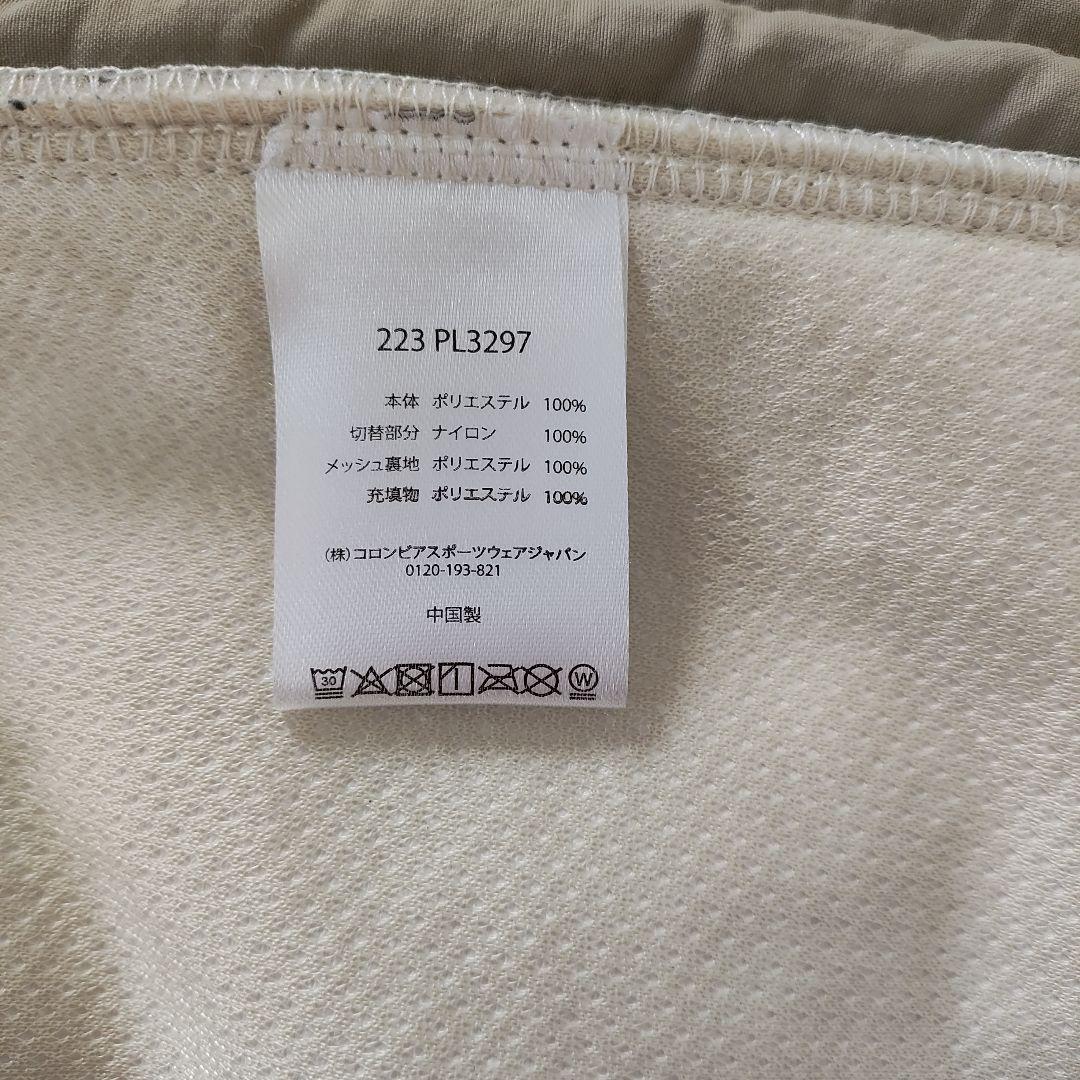 223 PL3297
本体 ポリエステル 100%
切替部分 ナイロン 100%
メッシュ裏地 ポリエステル 100%
充填物 ポリエステル 100%
(株)コロンビアスポーツウェアジャパン
0120-193-821
中国製
30 W